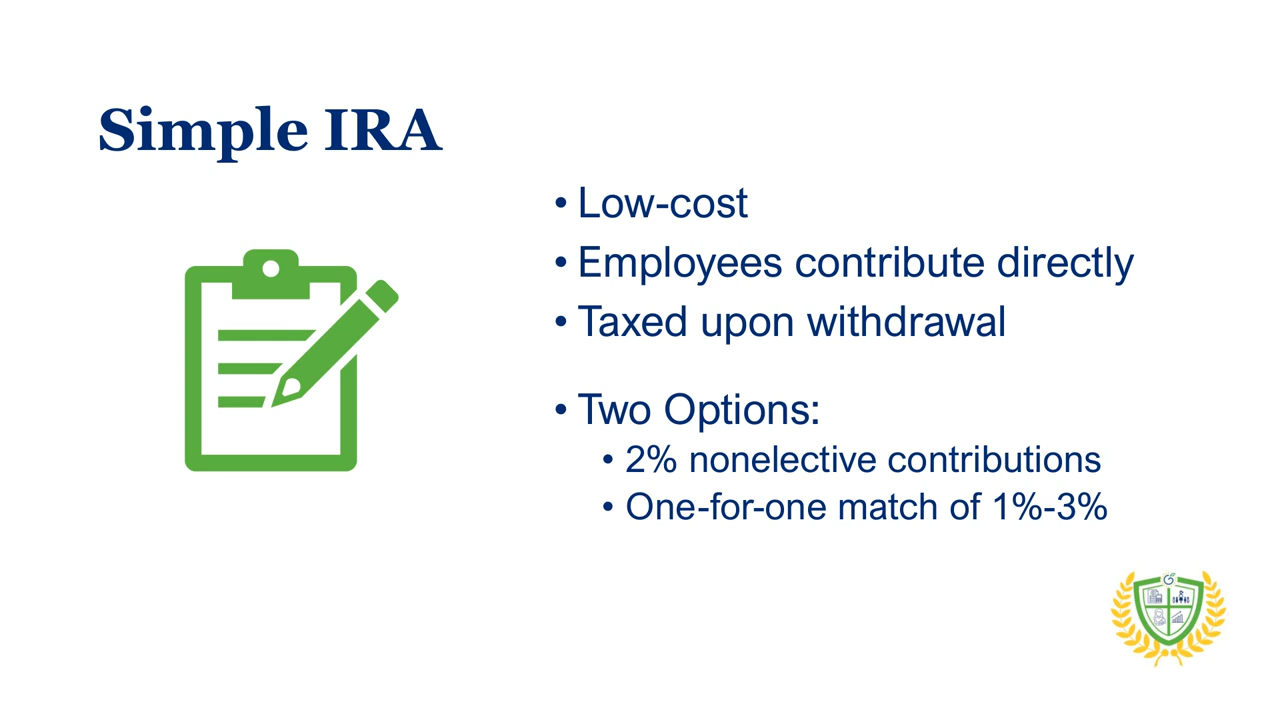 Simple IRA
• Low-cost
• Employees contribute directly
• Taxed upon withdrawal
• Two Options:
• 2% nonelective contributions
• One-for-one match of 1%-3%